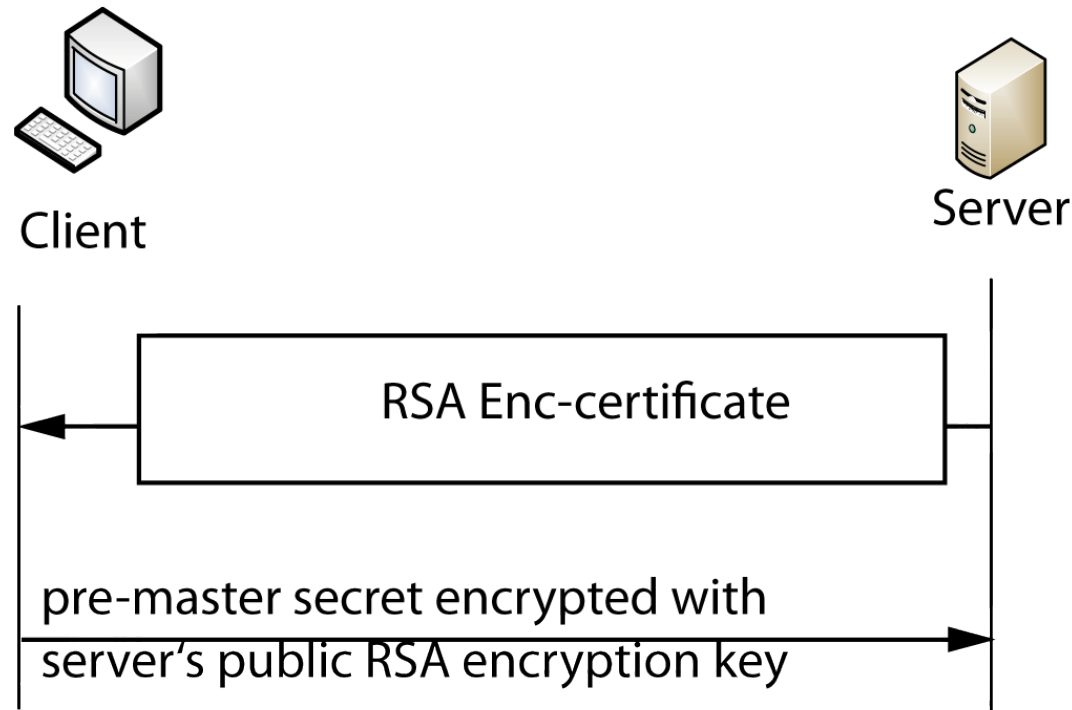 Client
Server
RSA Enc-certificate
pre-master secret encrypted with
server‘s public RSA encryption key